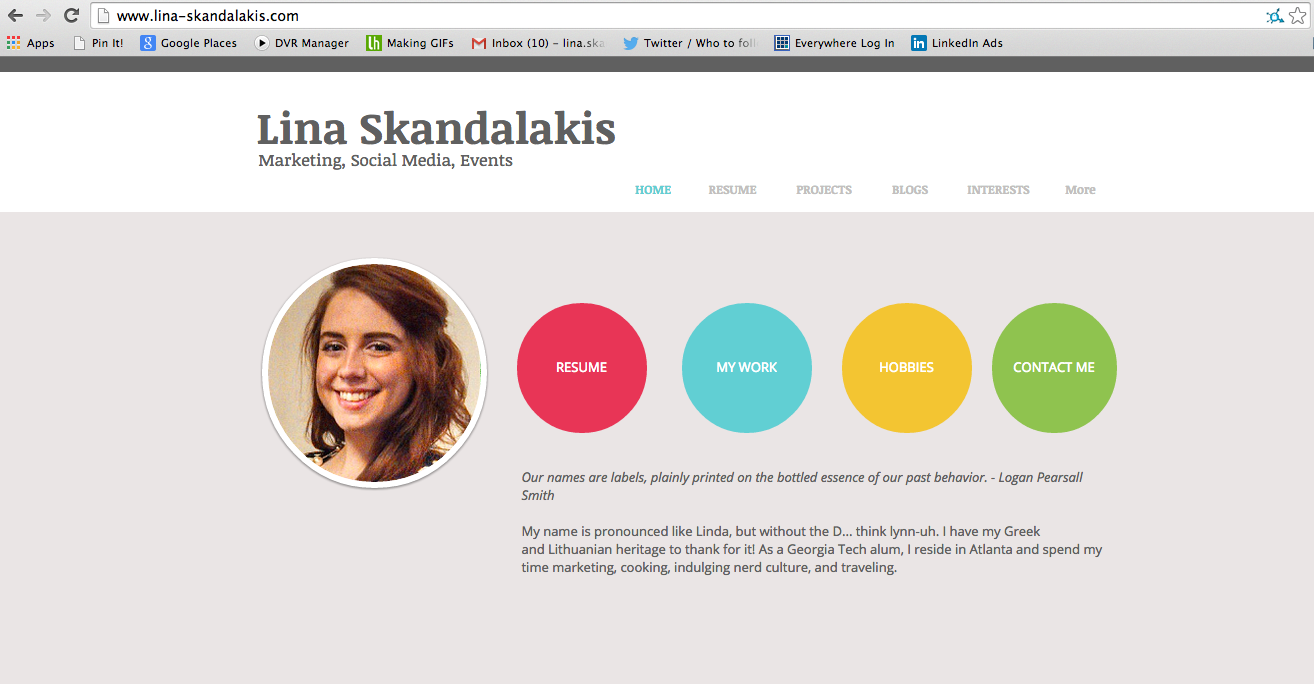 www.lina-skandalakis.com
Apps Pin It! Google Places DVR Manager Making GIFs Inbox (10) – lina.ska Twitter / Who to foll Everywhere Log In LinkedIn Ads
Lina Skandalakis
Marketing, Social Media, Events
HOME RESUME PROJECTS BLOGS INTERESTS More
RESUME MY WORK HOBBIES CONTACT ME
Our names are labels, plainly printed on the bottled essence of our past behavior. - Logan Pearsall
Smith
My name is pronounced like Linda, but without the D... think lynn-uh. I have my Greek
and Lithuanian heritage to thank for it! As a Georgia Tech alum, I reside in Atlanta and spend my
time marketing, cooking, indulging nerd culture, and traveling.